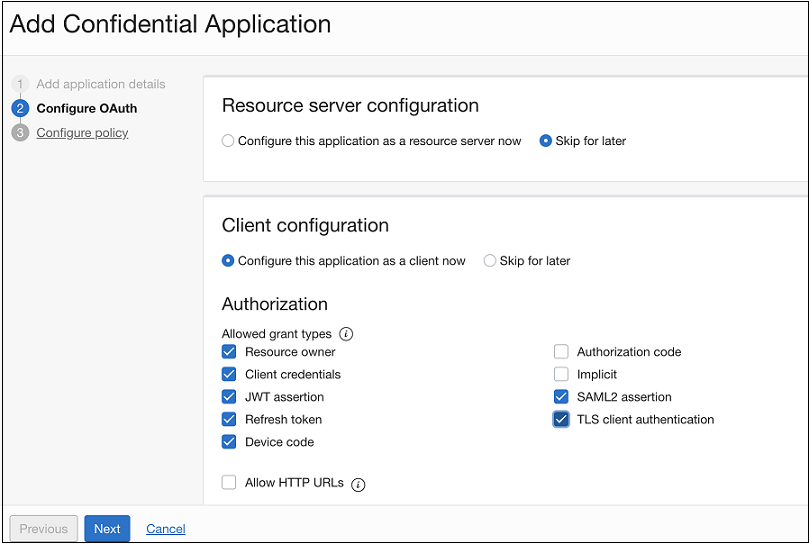 Add Confidential Application
1 Add application details
2 Configure OAuth
3 Configure policy
Resource server configuration
Configure this application as a resource server now Skip for later
Client configuration
Configure this application as a client now Skip for later
Authorization
Allowed grant types i
Resource owner Authorization code
Client credentials Implicit
JWT assertion SAML2 assertion
Refresh token TLS client authentication
Device code
Allow HTTP URLs i
Previous Next Cancel